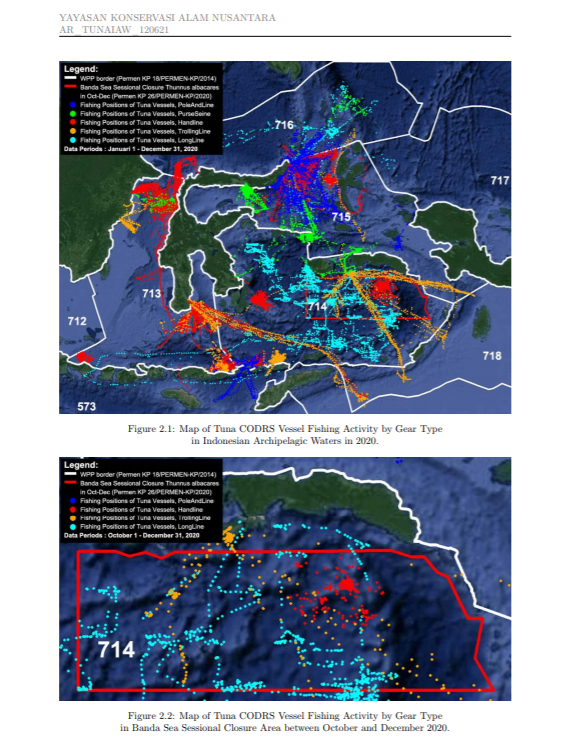 YAYASAN KONSERVASI ALAM NUSANTARA
AR_TUNAIAW_120621
Legend:
WPP border (Permen KP 18/PERMEN-KP/2014)
Banda Sea Sessional Closure Thunnus albacares
in Oct-Dec (Permen KP 26/PERMEN-KP/2020)
Fishing Positions of Tuna Vessels, PoleAndLine
Fishing Positions of Tuna Vessels, PurseSeine
Fishing Positions of Tuna Vessels, Handline
Fishing Positions of Tuna Vessels, TrollingLine
Fishing Positions of Tuna Vessels, LongLine
Data Periods : Januari 1 - December 31, 2020
716
717
715
713
714
712
718
573
Figure 2.1: Map of Tuna CODRS Vessel Fishing Activity by Gear Type
in Indonesian Archipelagic Waters in 2020.
Legend:
WPP border (Permen KP 18/PERMEN-KP/2014)
Banda Sea Sessional Closure Thunnus albacares
in Oct-Dec (Permen KP 26/PERMEN-KP/2020)
Fishing Positions of Tuna Vessels, PoleAndLine
Fishing Positions of Tuna Vessels, Handline
Fishing Positions of Tuna Vessels, TrollingLine
Fishing Positions of Tuna Vessels, LongLine
Data Periods : October 1 - December 31, 2020
714
Figure 2.2: Map of Tuna CODRS Vessel Fishing Activity by Gear Type
in Banda Sea Sessional Closure Area between October and December 2020.